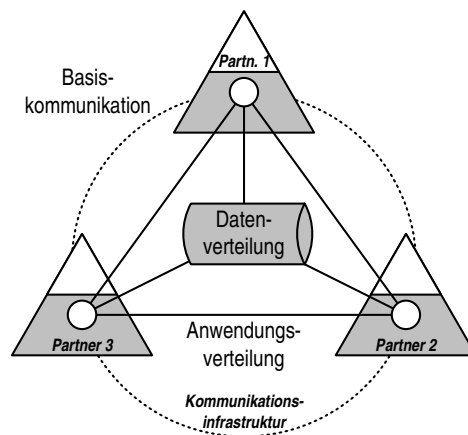 Partn. 1
Basis-
kommunikation
Daten-
verteilung
Partner 3
Anwendungs-
verteilung
Partner 2
Kommunikations-
infrastruktur